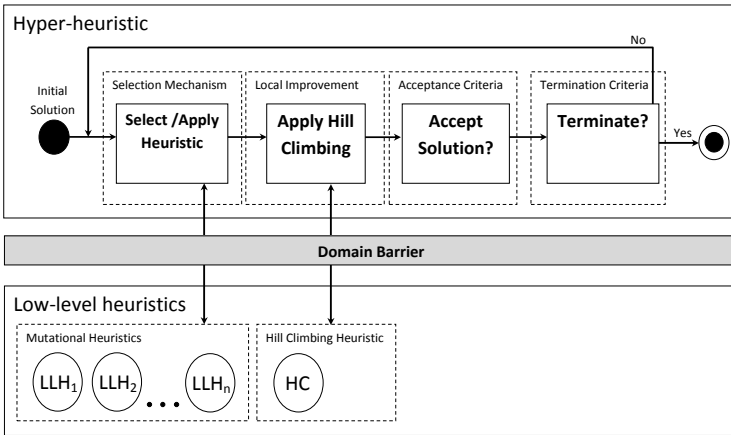 Hyper-heuristic
No
Initial
Solution
Selection Mechanism
Local Improvement
Acceptance Criteria
Termination Criteria
Select /Apply
Heuristic
Apply Hill
Climbing
Accept
Solution?
Terminate?
Yes
Domain Barrier
Low-level heuristics
Mutational Heuristics
Hill Climbing Heuristic
LLH1
LLH2
...
LLHn
HC